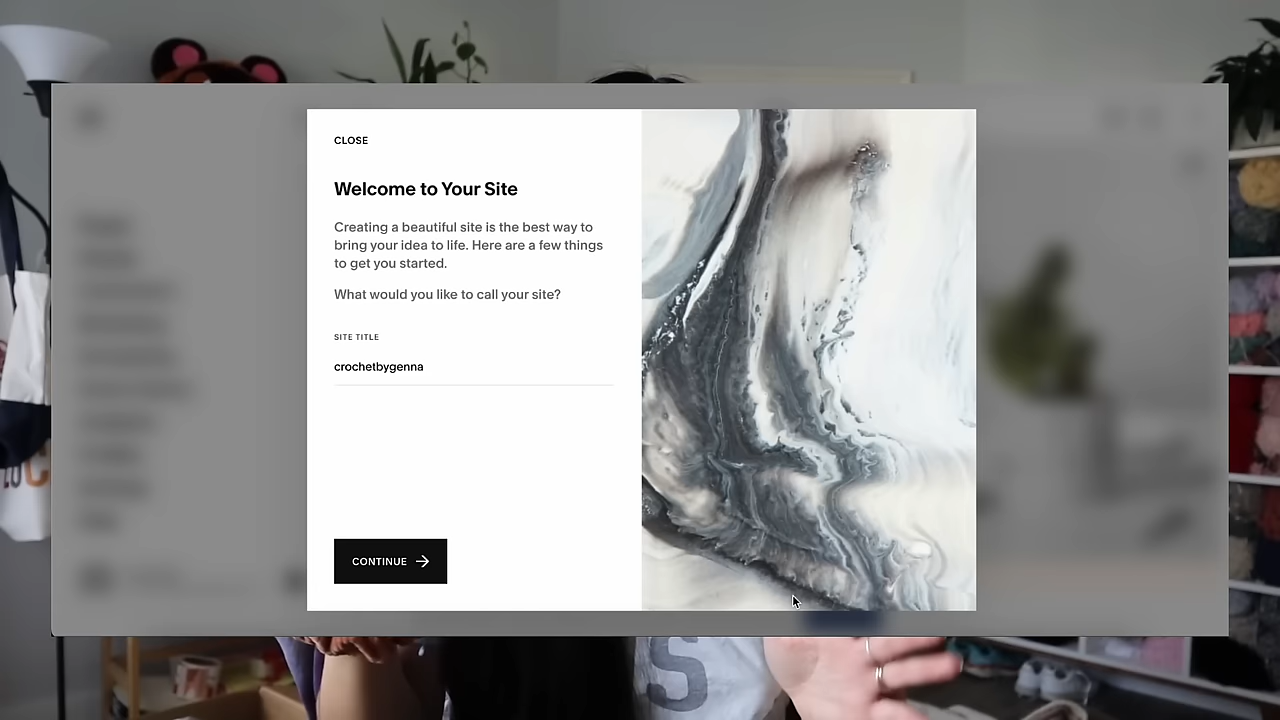 CLOSE
Welcome to Your Site
Creating a beautiful site is the best way to
bring your idea to life. Here are a few things
to get you started.
What would you like to call your site?
SITE TITLE
crochetbygenna
CONTINUE
S